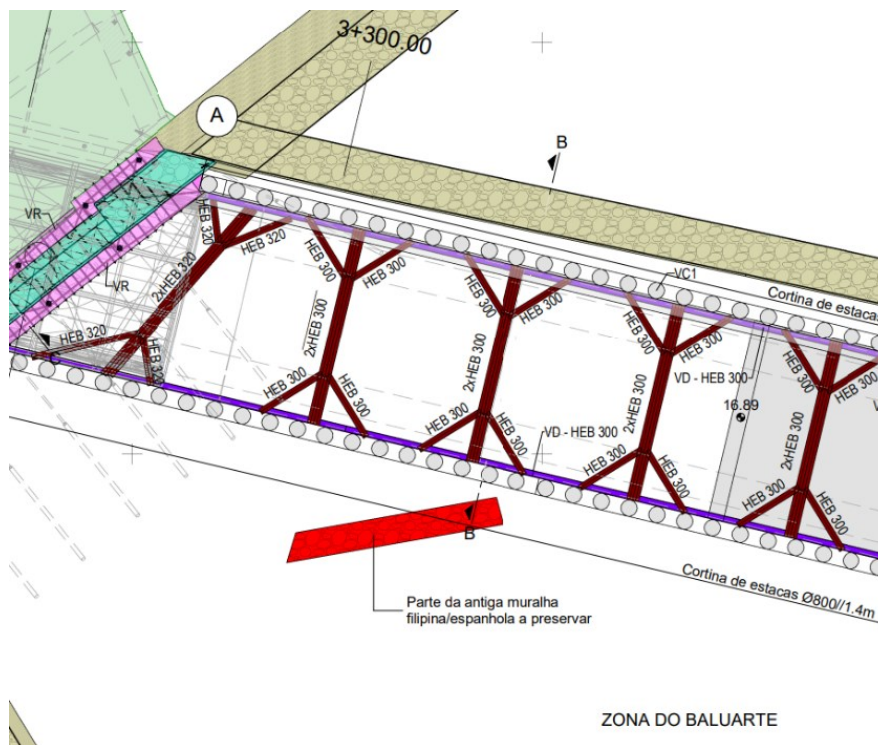 3+300.00
A
B
VR
HEB 320
HEB 320
2xHEB 320
VR
HEB 320
HEB 320
HEB 300
HEB 300
2xHEB 300
HEB 300
HEB 300
HEB 300
HEB 300
2xHEB 300
HEB 300
HEB 300
VC1
Cortina de estacas
HEB 300
HEB 300
2xHEB 300
VD - HEB 300
HEB 300
HEB 300
VD - HEB 300
16.89
HEB 300
HEB 300
2xHEB 300
HEB 300
HEB 300
B
Cortina de estacas Ø800//1.4m
Parte da antiga muralha
filipina/espanhola a preservar
ZONA DO BALUARTE